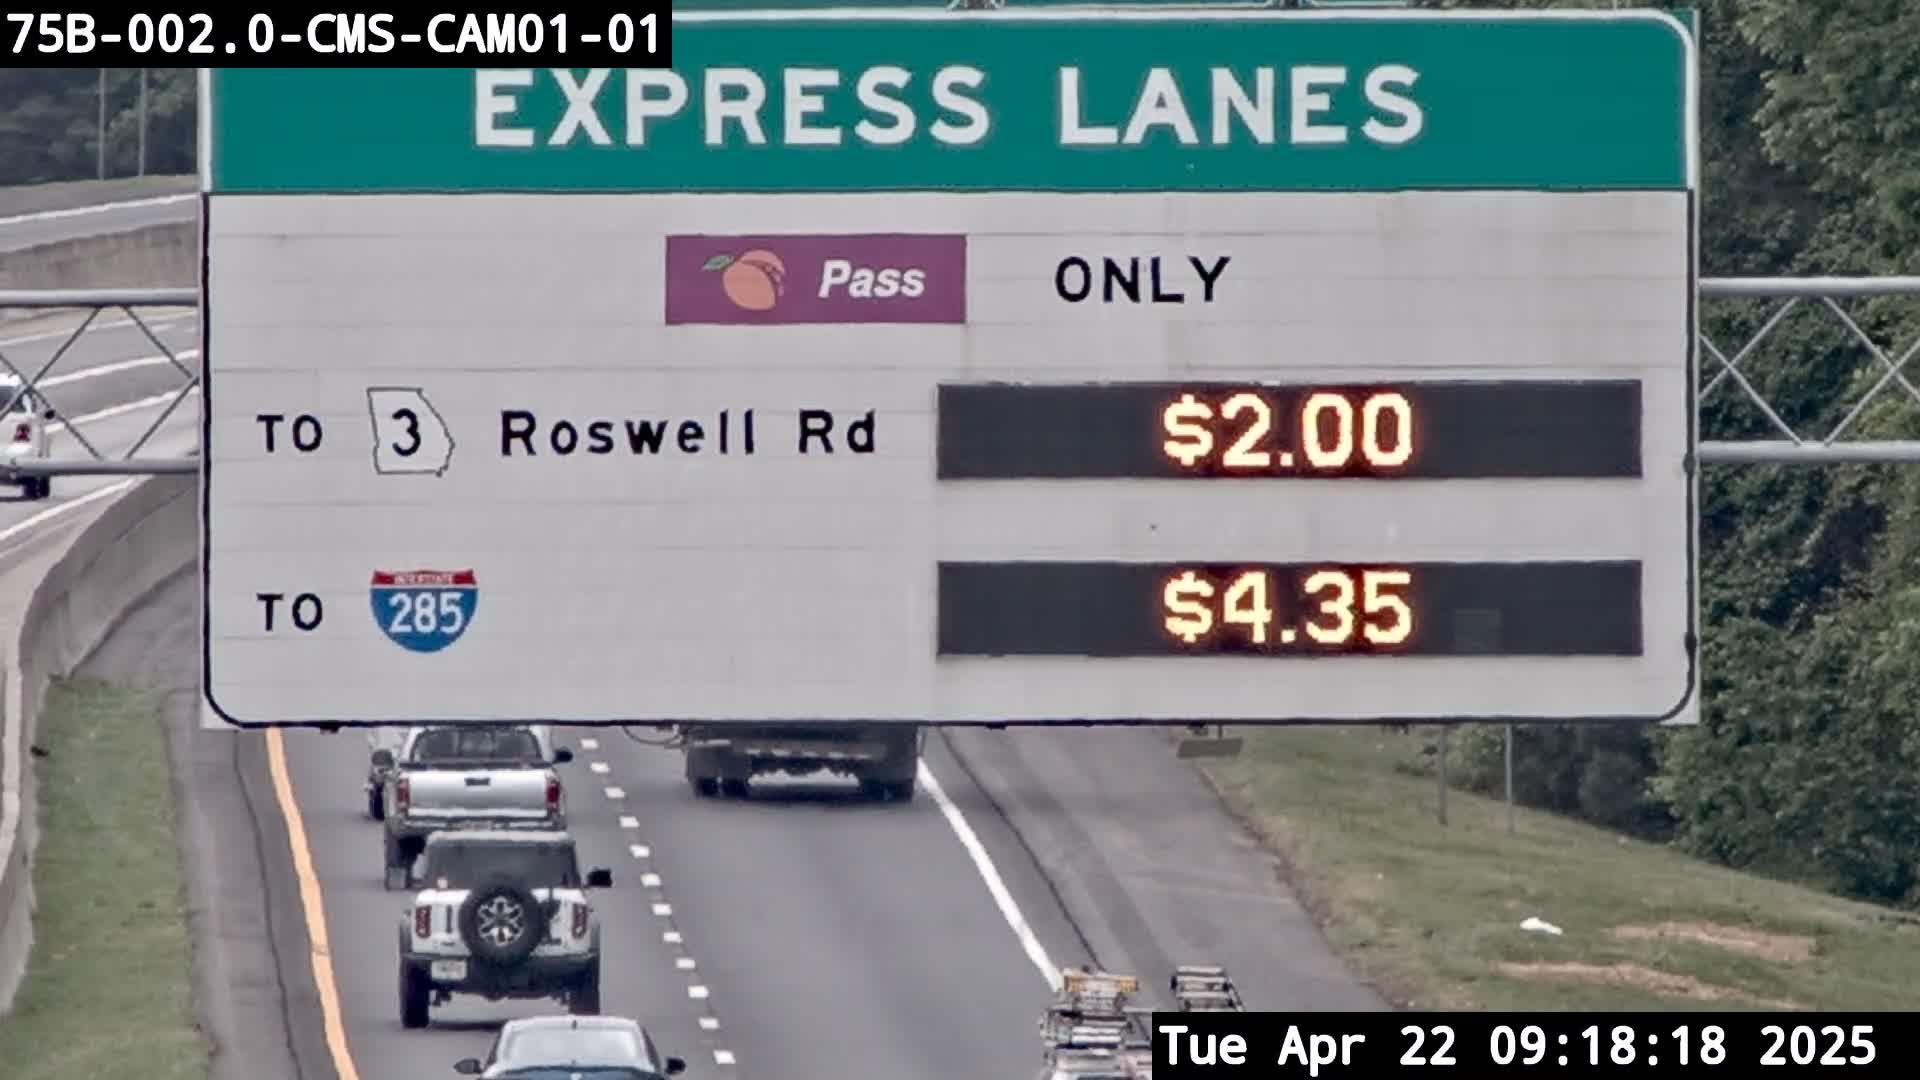 75B-002.0-CMS-CAM01-01
EXPRESS LANES
Pass ONLY
TO 3 Roswell Rd $2.00
INTERSTATE
TO 285 $4.35
Tue Apr 22 09:18:18 2025